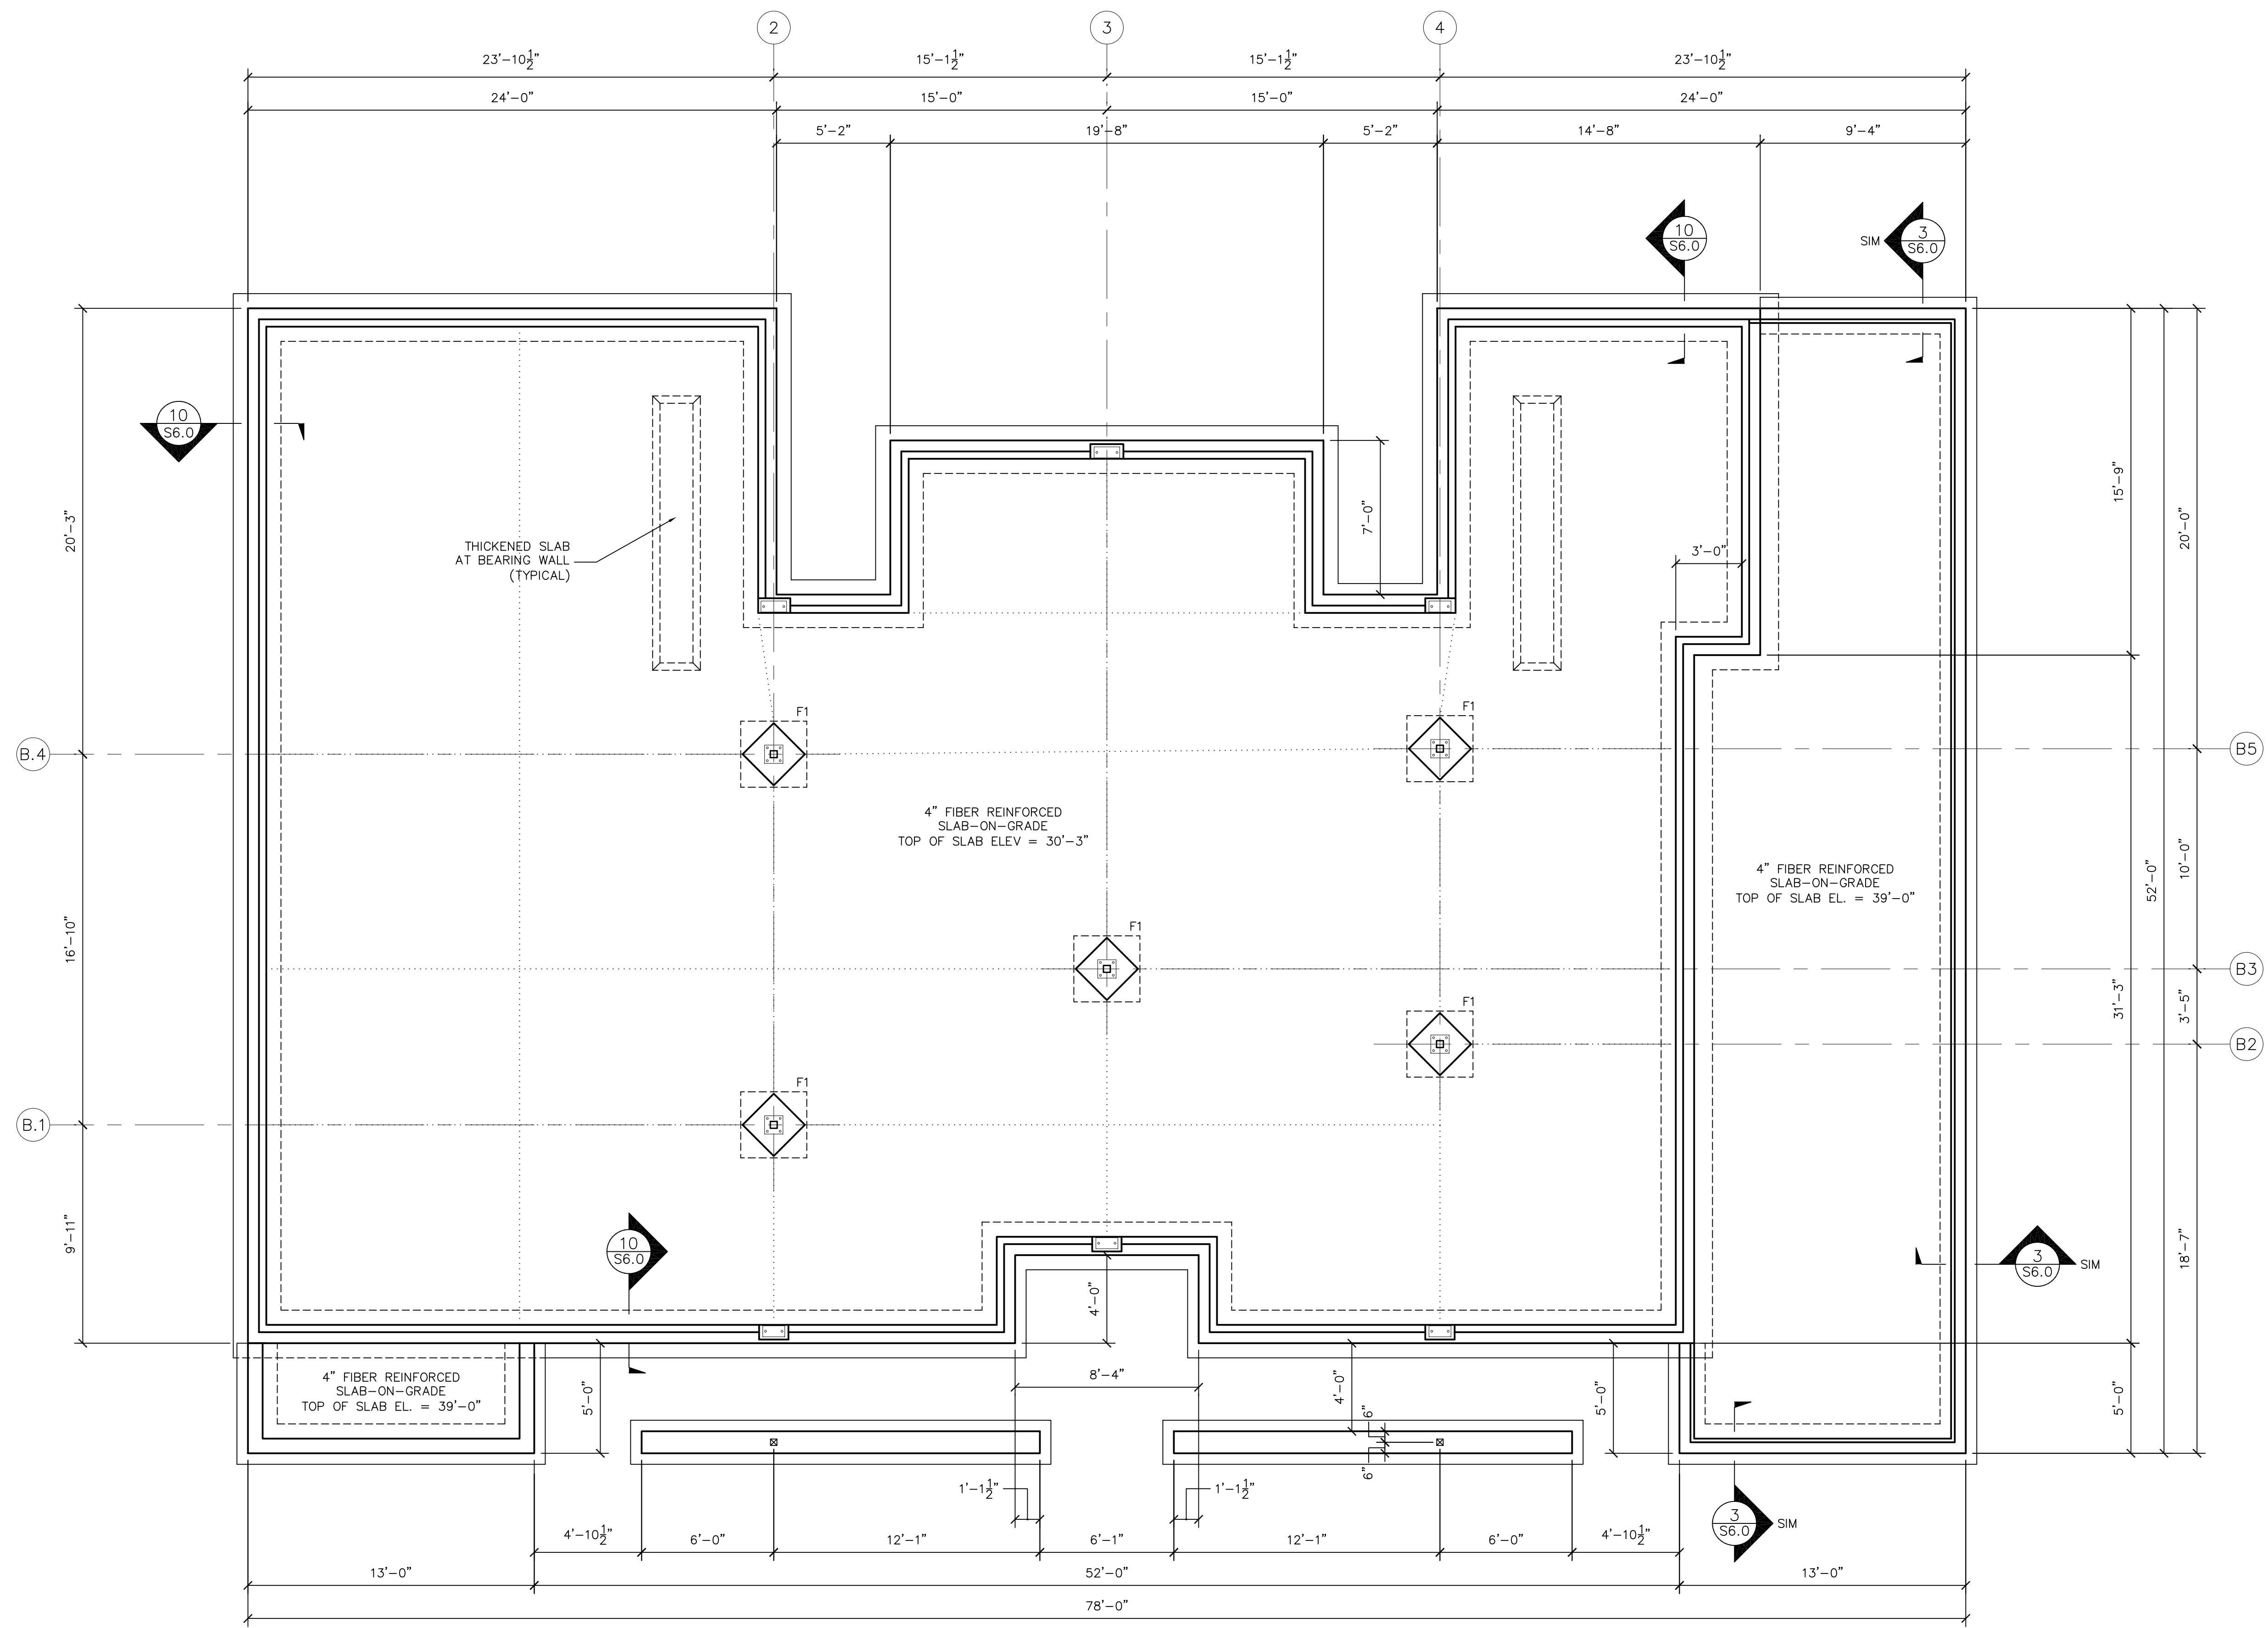 2 3 4
23'-10½" 15'-1½" 15'-1½" 23'-10½"
24'-0" 15'-0" 15'-0" 24'-0"
5'-2" 19'-8" 5'-2" 14'-8" 9'-4"
10
S6.0
SIM
3
S6.0
10
S6.0
20'-3"
THICKENED SLAB
AT BEARING WALL
(TYPICAL)
7'-0"
3'-0"
15'-9"
20'-0"
F1
F1
B.4
B5
4" FIBER REINFORCED
SLAB-ON-GRADE
TOP OF SLAB ELEV = 30'-3"
4" FIBER REINFORCED
SLAB-ON-GRADE
TOP OF SLAB EL. = 39'-0"
52'-0"
10'-0"
16'-10"
F1
B3
31'-3"
3'-5"
F1
B2
F1
B.1
9'-11"
10
S6.0
18'-7"
3
S6.0
SIM
4'-0"
4" FIBER REINFORCED
SLAB-ON-GRADE
TOP OF SLAB EL. = 39'-0"
5'-0"
8'-4"
4'-0"
6"
6"
5'-0"
5'-0"
1'-1½" 1'-1½"
3
S6.0
SIM
4'-10½" 6'-0" 12'-1" 6'-1" 12'-1" 6'-0" 4'-10½"
13'-0" 52'-0" 13'-0"
78'-0"